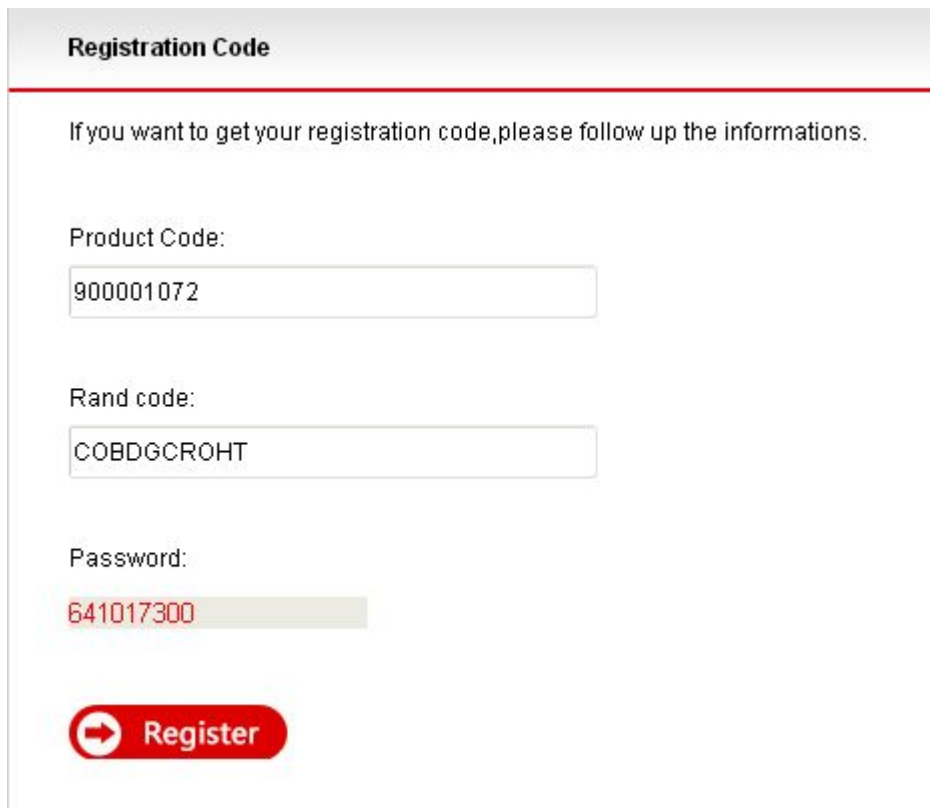 Registration Code
If you want to get your registration code,please follow up the informations.
Product Code:
900001072
Rand code:
COBDGCROHT
Password:
641017300
Register